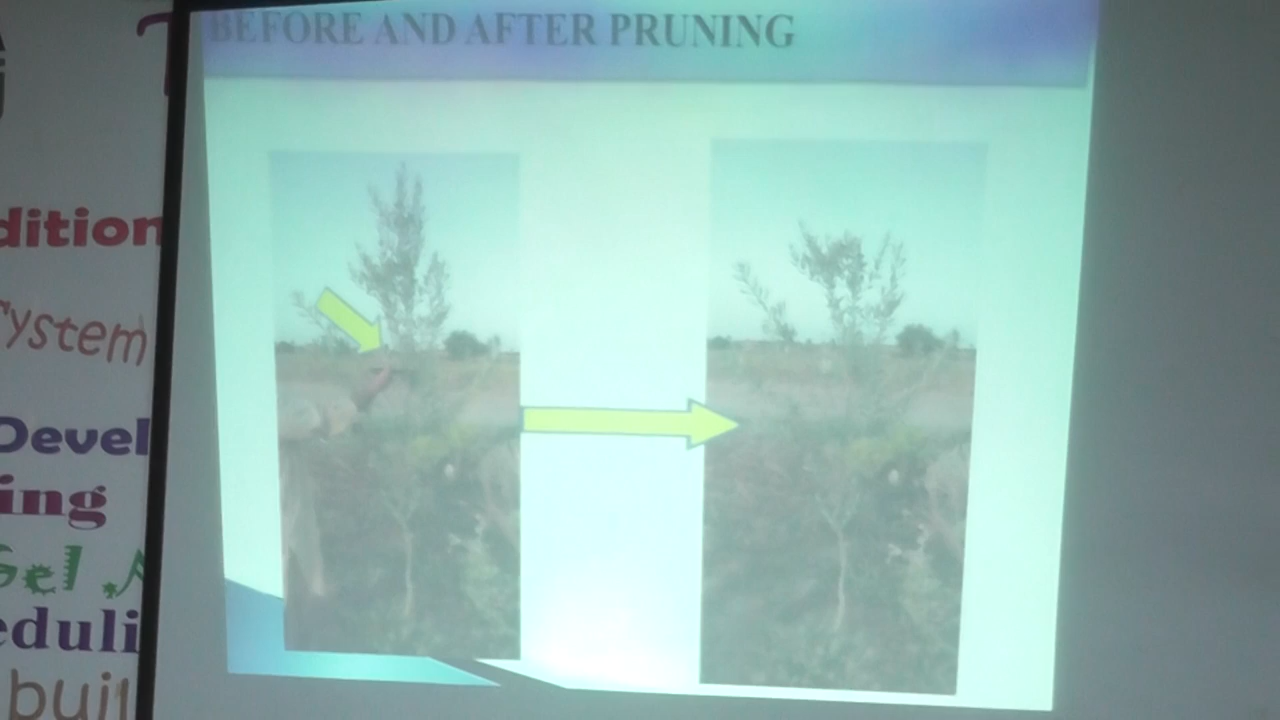 BEFORE AND AFTER PRUNING
dition
ystem
Devel
ing
Gel A
eduli
buil